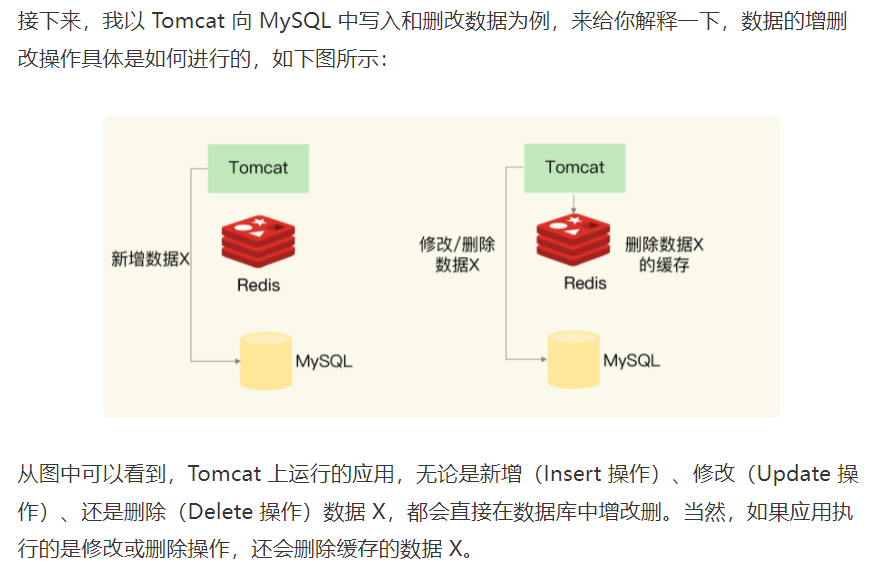 接下来，我以 Tomcat 向 MySQL 中写入和删改数据为例，来给你解释一下，数据的增删
改操作具体是如何进行的，如下图所示：
Tomcat
新增数据X
Redis
MySQL
Tomcat
修改/删除
数据X
删除数据X
的缓存
Redis
MySQL
从图中可以看到，Tomcat 上运行的应用，无论是新增（Insert 操作）、修改（Update 操
作）、还是删除（Delete 操作）数据 X，都会直接在数据库中增改删。当然，如果应用执
行的是修改或删除操作，还会删除缓存的数据 X。